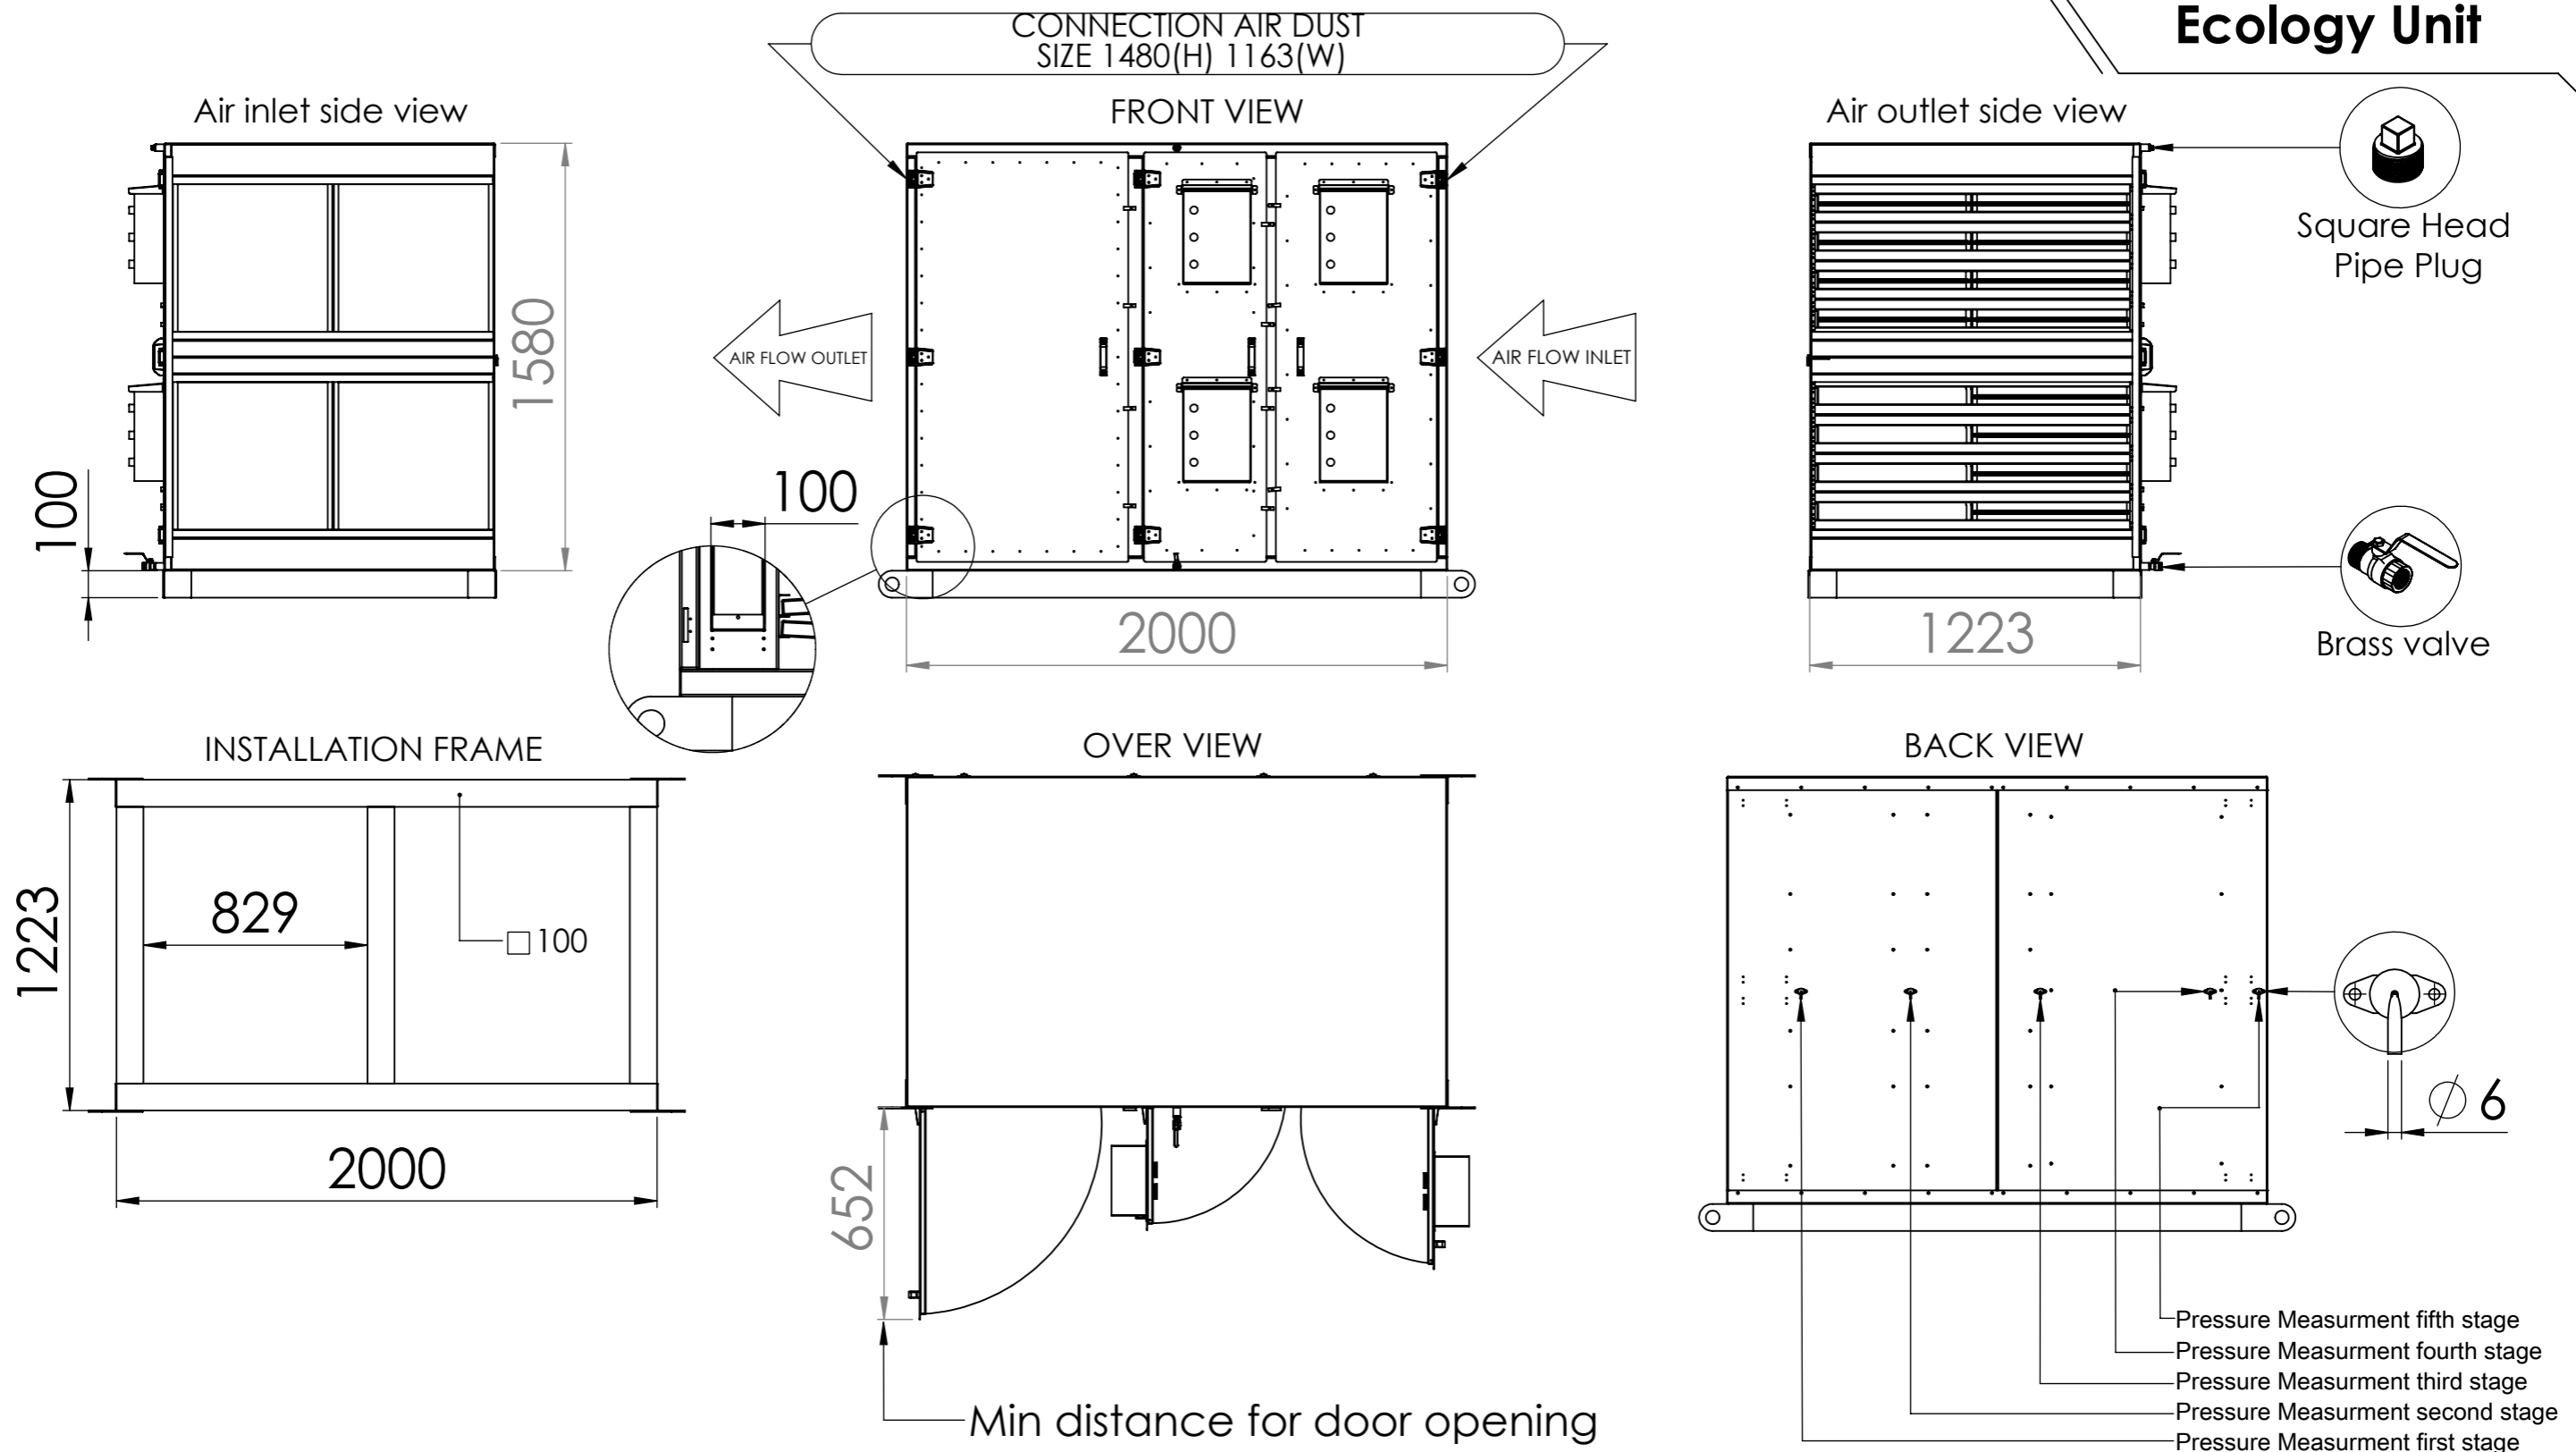 Ecology Unit
CONNECTION AIR DUST
SIZE 1480(H) 1163(W)
Air inlet side view
FRONT VIEW
Air outlet side view
Square Head
Pipe Plug
1580
AIR FLOW OUTLET
AIR FLOW INLET
100
100
2000
1223
Brass valve
INSTALLATION FRAME
OVER VIEW
BACK VIEW
1223
829
□100
2000
652
Min distance for door opening
∅ 6
Pressure Measurment fifth stage
Pressure Measurment fourth stage
Pressure Measurment third stage
Pressure Measurment second stage
Pressure Measurment first stage